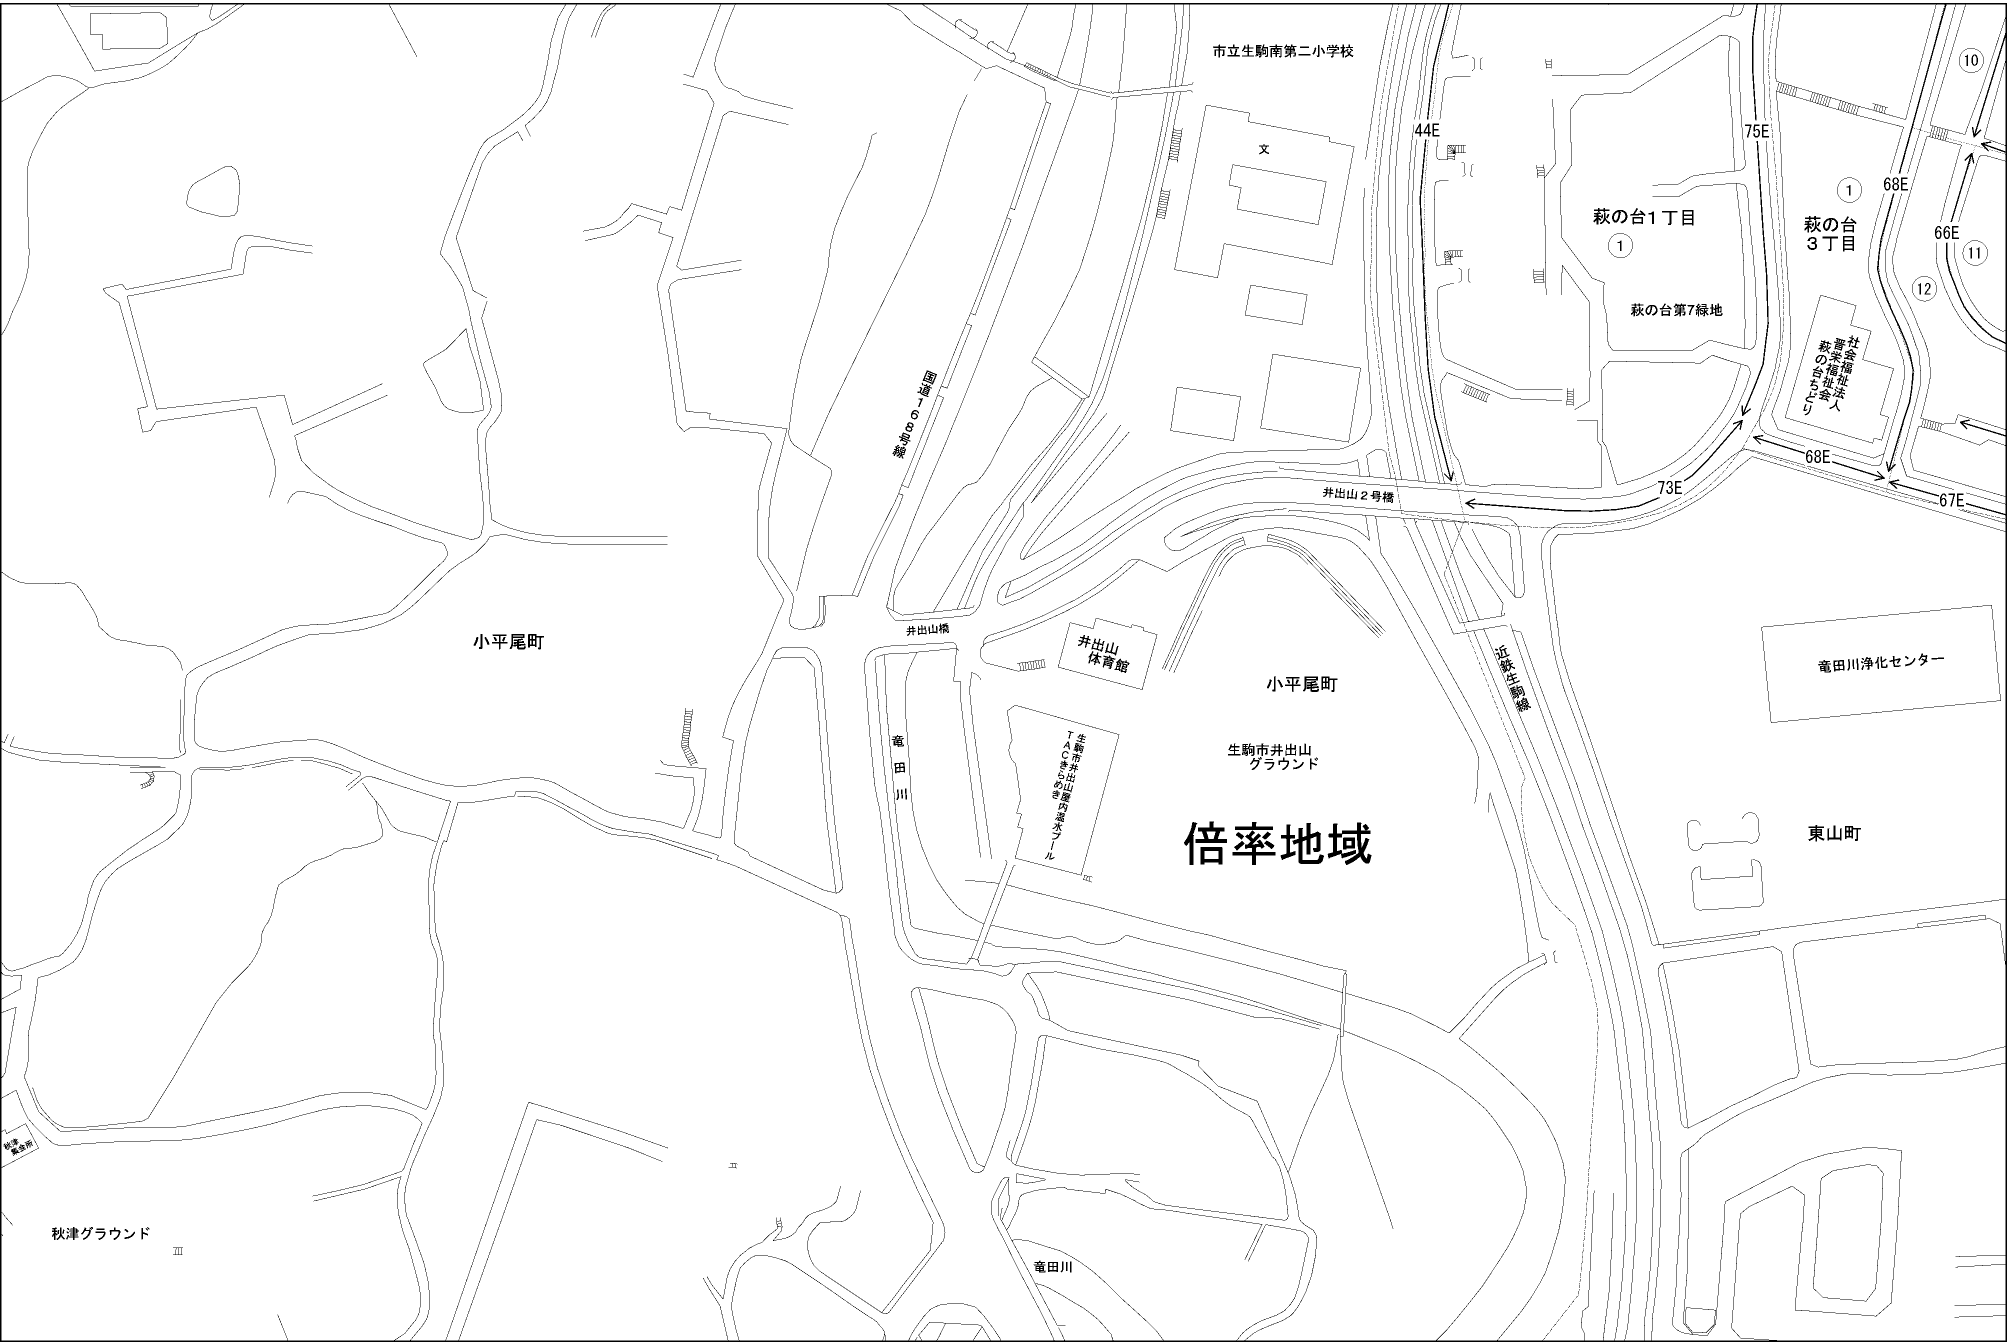 市立生駒南第二小学校
文
10
44E
75E
68E
1
萩の台１丁目
1
萩の台
３丁目
66E
11
12
萩の台第7緑地
社会福祉法人
晋栄福祉会
萩の台ちどり
国道１６８号線
68E
73E
67E
井出山２号橋
小平尾町
井出山橋
井出山
体育館
小平尾町
近鉄生駒線
竜田川浄化センター
竜田川
生駒市井出山屋内温水プール
ＴＡＣきらめき
生駒市井出山
グラウンド
倍率地域
東山町
秋津
集会所
秋津グラウンド
竜田川